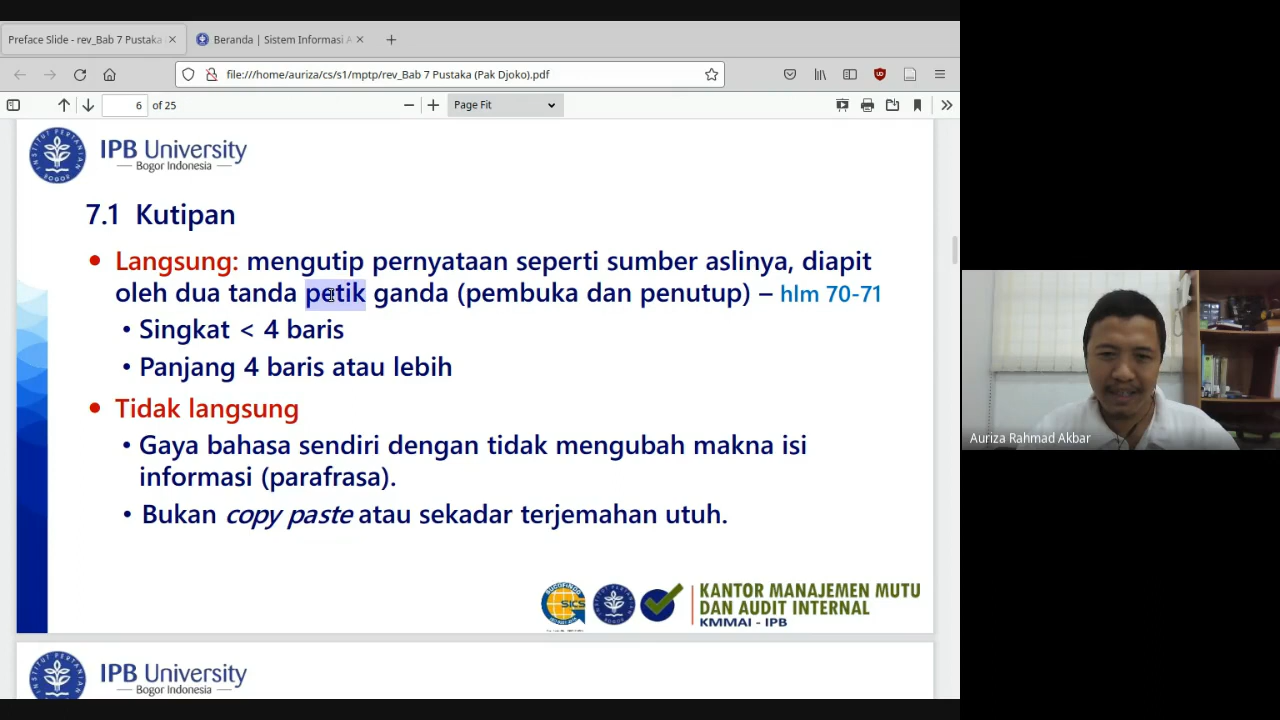 Preface Slide - rev_Bab 7 Pustaka
Beranda | Sistem Informasi A
file:///home/auriza/cs/s1/mptp/rev_Bab 7 Pustaka (Pak Djoko).pdf
6 of 25
Page Fit
INSTITUT PERTANIAN
BOGOR
IPB University
Bogor Indonesia
7.1 Kutipan
• Langsung: mengutip pernyataan seperti sumber aslinya, diapit
oleh dua tanda petik ganda (pembuka dan penutup) – hlm 70-71
• Singkat < 4 baris
• Panjang 4 baris atau lebih
• Tidak langsung
• Gaya bahasa sendiri dengan tidak mengubah makna isi
informasi (parafrasa).
• Bukan copy paste atau sekadar terjemahan utuh.
SICS
KANTOR MANAJEMEN MUTU
DAN AUDIT INTERNAL
KMMAI - IPB
IPB University
Bogor Indonesia
Auriza Rahmad Akbar